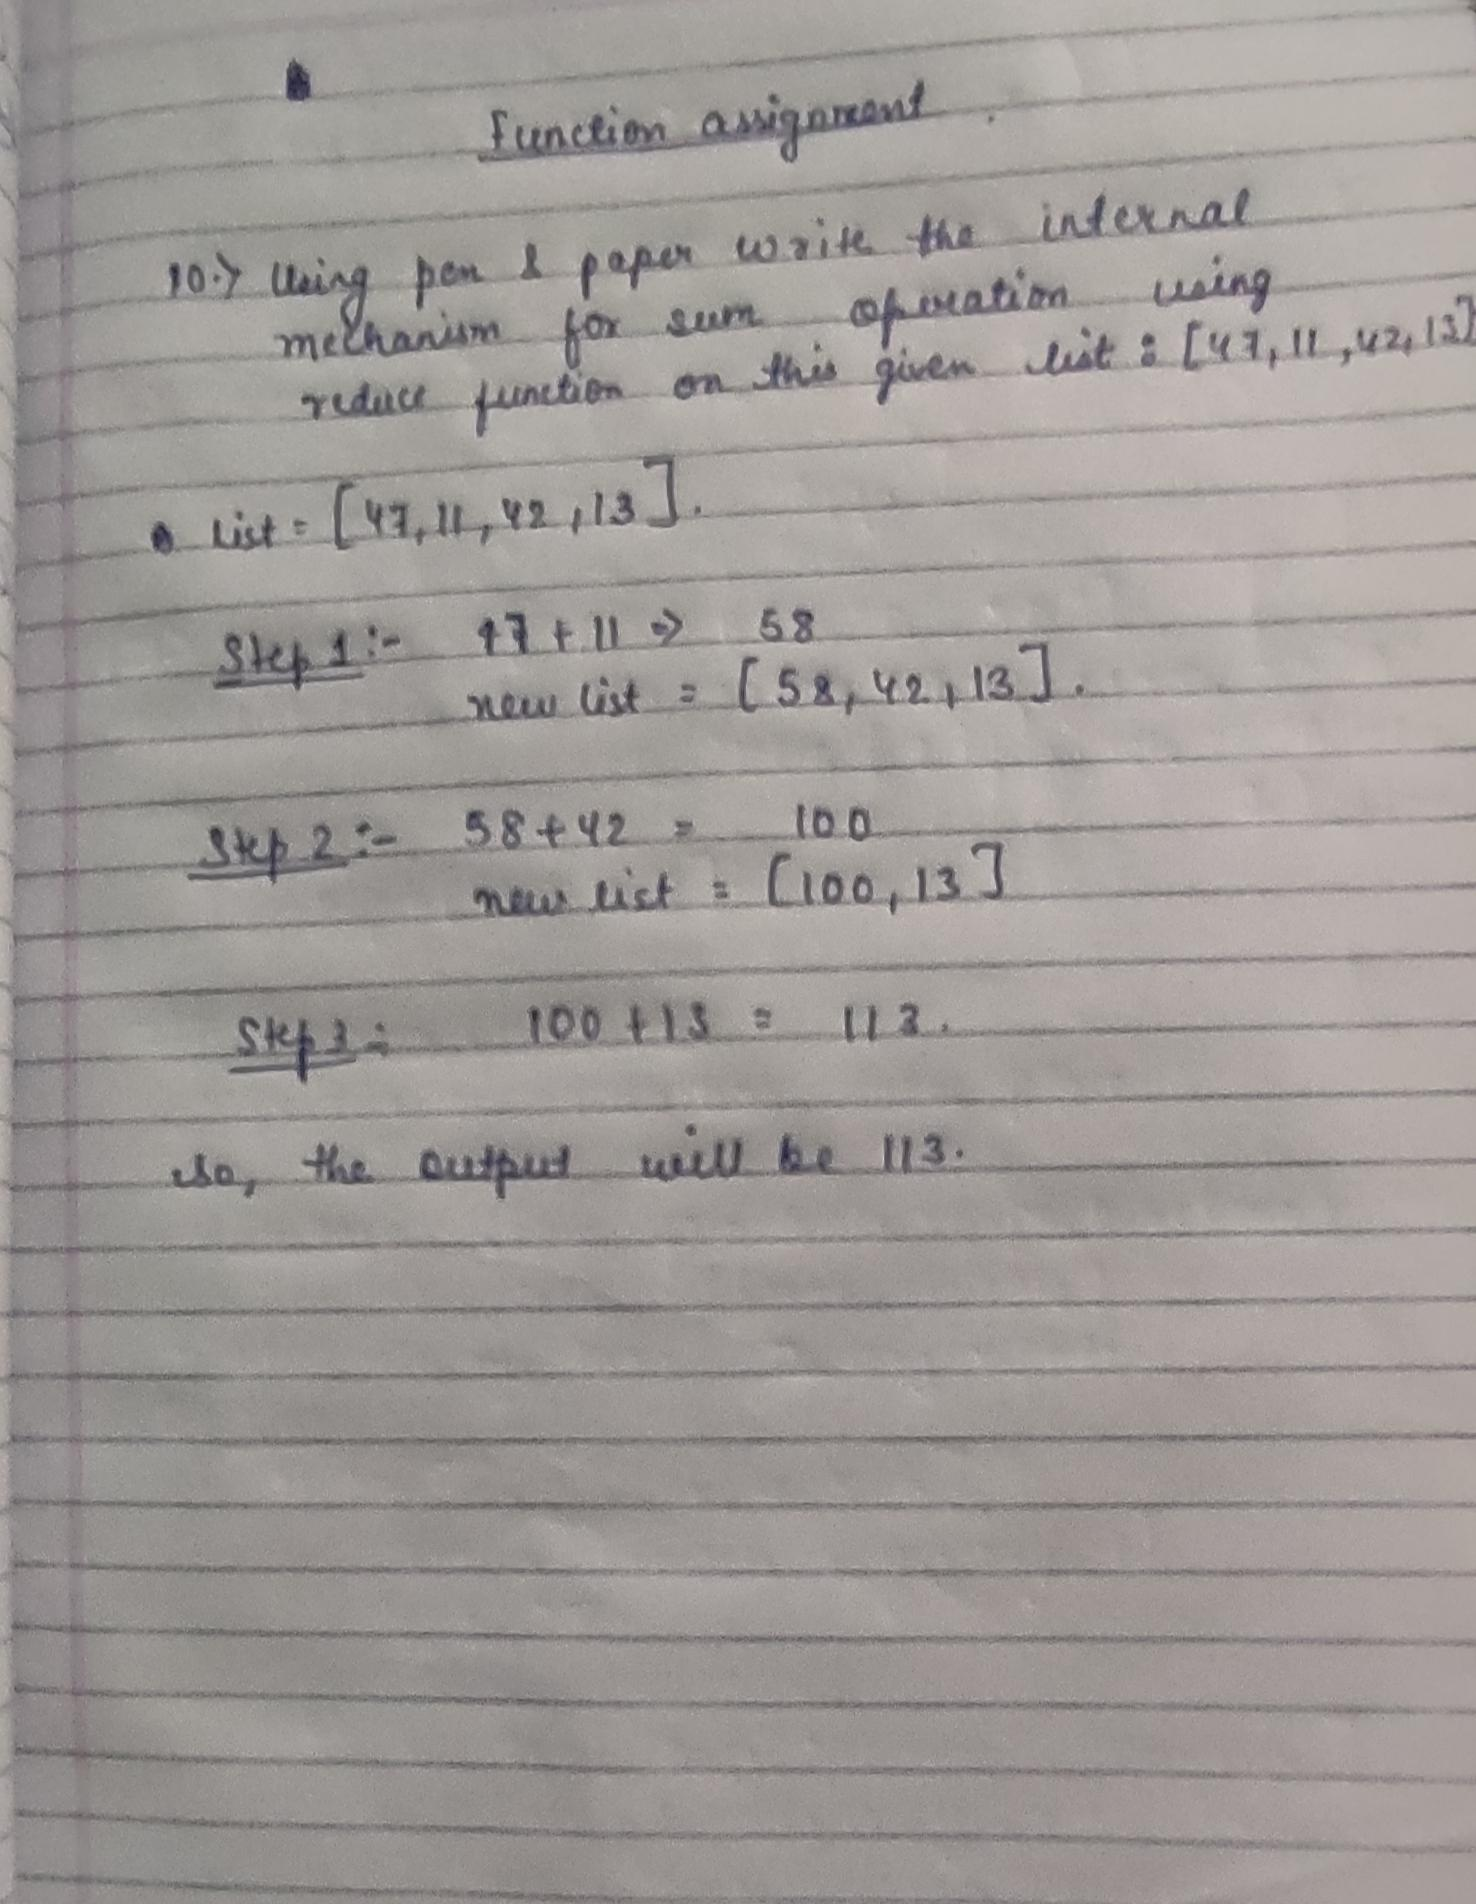 Function assignment.
10.> Using pen & paper write the internal
mechanism for sum operation using
reduce function on this given list : [47, 11, 42, 13]
List = [47, 11, 42, 13].
Step 1 :- 47 + 11 => 58
new list = [58, 42, 13].
Step 2 :- 58 + 42 = 100
new list = [100, 13]
Step 3 :- 100 + 13 = 113.
So, the output will be 113.